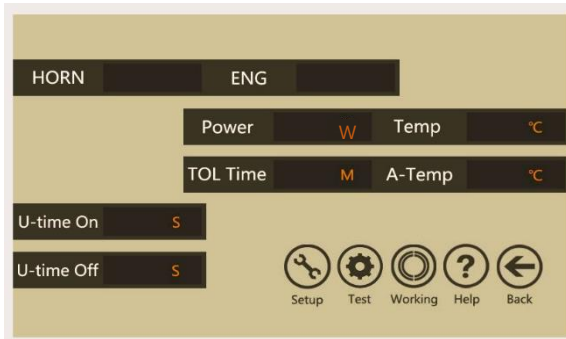 HORN ENG
Power W Temp ℃
TOL Time M A-Temp ℃
U-time On S
U-time Off S
?
Setup Test Working Help Back